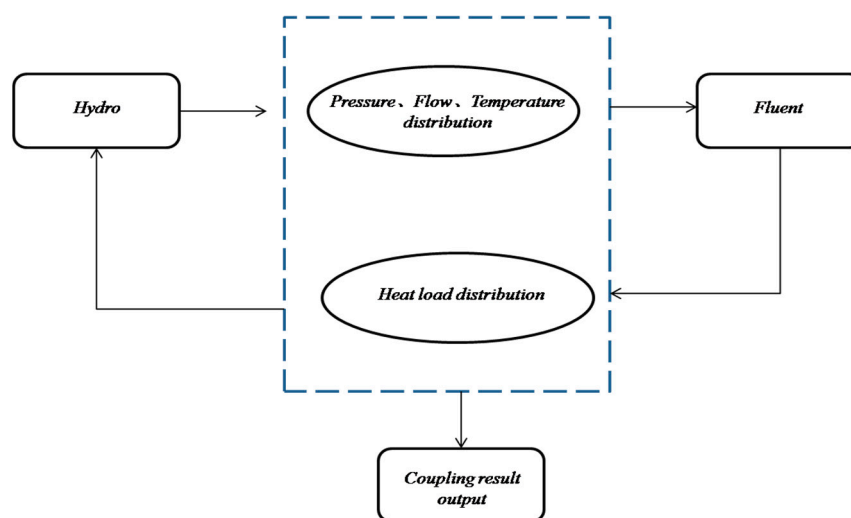 Hydro
Pressure、Flow、Temperature
distribution
Fluent
Heat load distribution
Coupling result
output